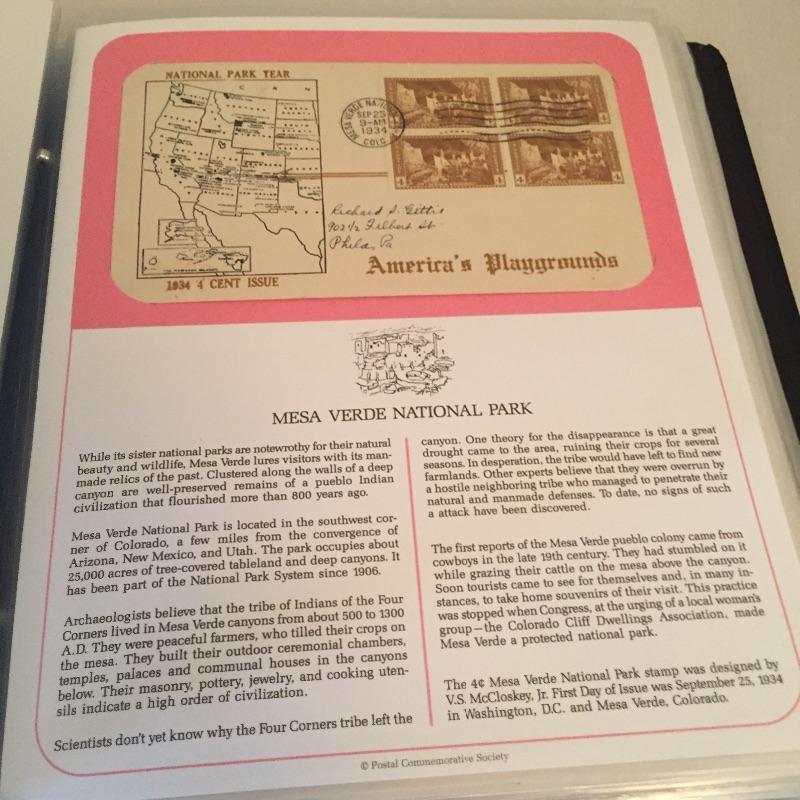 NATIONAL PARK YEAR
C A N
MESA VERDE NATION
SEP 25
9-AM
1934
COLO.
4 4
4 4
Richard S. Gittis
902 1/2 Filbert St.
Phila, Pa
America's Playgrounds
1934 4 CENT ISSUE
MESA VERDE NATIONAL PARK
While its sister national parks are notewrothy for their natural
beauty and wildlife, Mesa Verde lures visitors with its man-
made relics of the past. Clustered along the walls of a deep
canyon are well-preserved remains of a pueblo Indian
civilization that flourished more than 800 years ago.
Mesa Verde National Park is located in the southwest cor-
ner of Colorado, a few miles from the convergence of
Arizona, New Mexico, and Utah. The park occupies about
25,000 acres of tree-covered tableland and deep canyons. It
has been part of the National Park System since 1906.
Archaeologists believe that the tribe of Indians of the Four
Corners lived in Mesa Verde canyons from about 500 to 1300
A.D. They were peaceful farmers, who tilled their crops on
the mesa. They built their outdoor ceremonial chambers,
temples, palaces and communal houses in the canyons
below. Their masonry, pottery, jewelry, and cooking uten-
sils indicate a high order of civilization.
Scientists don't yet know why the Four Corners tribe left the
canyon. One theory for the disappearance is that a great
drought came to the area, ruining their crops for several
seasons. In desperation, the tribe would have left to find new
farmlands. Other experts believe that they were overrun by
a hostile neighboring tribe who managed to penetrate their
natural and manmade defenses. To date, no signs of such
a attack have been discovered.
The first reports of the Mesa Verde pueblo colony came from
cowboys in the late 19th century. They had stumbled on it
while grazing their cattle on the mesa above the canyon.
Soon tourists came to see for themselves and, in many in-
stances, to take home souvenirs of their visit. This practice
was stopped when Congress, at the urging of a local woman's
group—the Colorado Cliff Dwellings Association, made
Mesa Verde a protected national park.
The 4¢ Mesa Verde National Park stamp was designed by
V.S. McCloskey, Jr. First Day of Issue was September 25, 1934
in Washington, D.C. and Mesa Verde, Colorado.
© Postal Commemorative Society